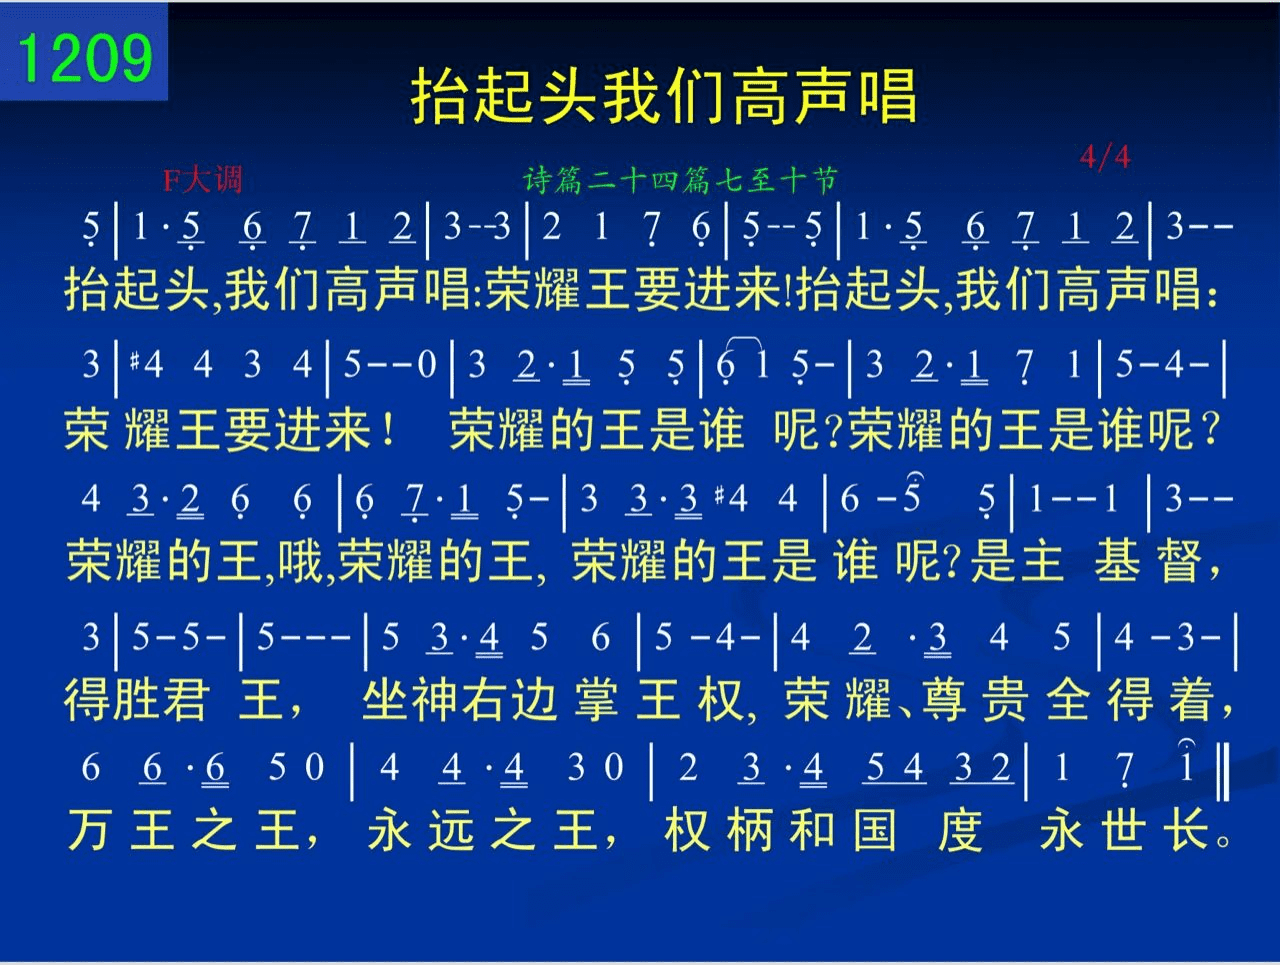 1209
抬起头我们高声唱
F大调 诗篇二十四篇七至十节 4/4
5̣ | 1 · 5̣ 6̣ 7̣ 1 2 | 3--3 | 2 1 7̣ 6̣ | 5̣--5̣ | 1 · 5̣ 6̣ 7̣ 1 2 | 3--
抬起头,我们高声唱:荣耀王要进来!抬起头,我们高声唱：
3 | #4 4 3 4 | 5--0 | 3 2 · 1 5̣ 5̣ | 6̣ 1 5̣- | 3 2 · 1 7̣ 1 | 5-4- |
荣耀王要进来！ 荣耀的王是谁 呢?荣耀的王是谁呢？
4 3 · 2 6̣ 6̣ | 6̣ 7̣ · 1 5̣- | 3 3 · 3 #4 4 | 6 -5 5̣ | 1--1 | 3--
荣耀的王,哦,荣耀的王, 荣耀的王是谁呢?是主基督，
3 | 5-5- | 5--- | 5 3 · 4 5 6 | 5 -4- | 4 2 · 3 4 5 | 4 -3- |
得胜君 王， 坐神右边掌王权, 荣耀、尊贵全得着，
6 6 · 6 5 0 | 4 4 · 4 3 0 | 2 3 · 4 5 4 3 2 | 1 7̣ 1̇ ‖
万王之王，永远之王，权柄和国 度 永世长。